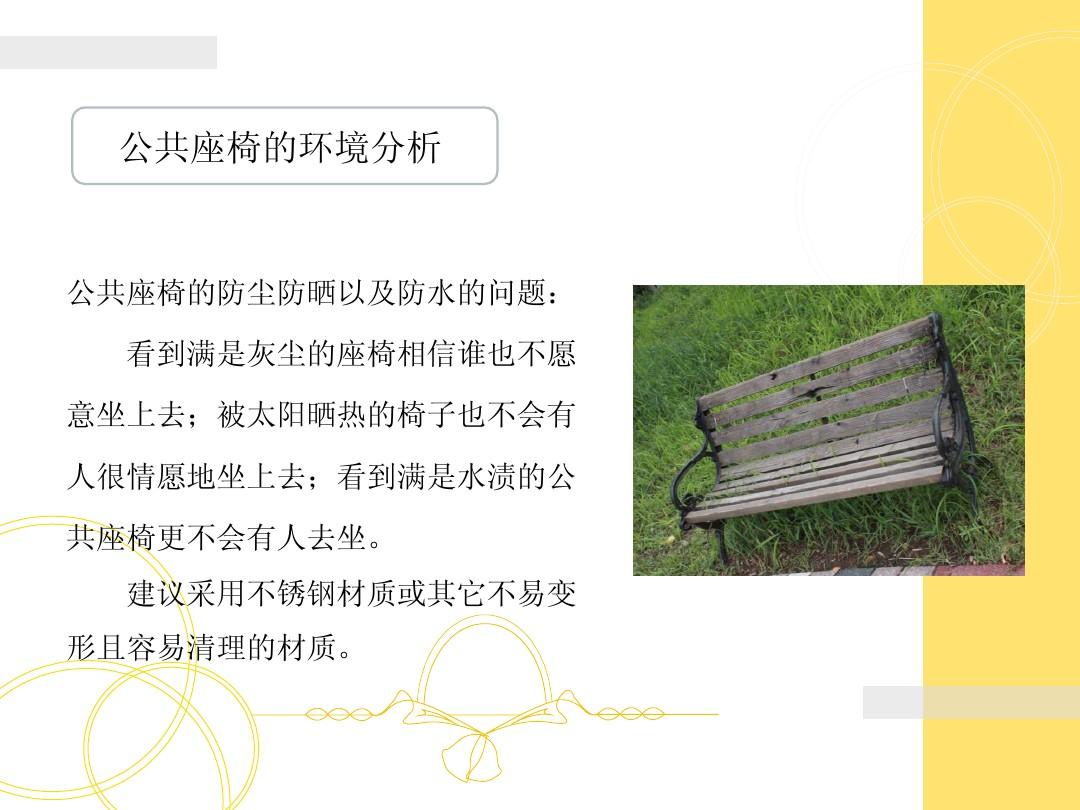 公共座椅的环境分析
公共座椅的防尘防晒以及防水的问题：
看到满是灰尘的座椅相信谁也不愿
意坐上去；被太阳晒热的椅子也不会有
人很情愿地坐上去；看到满是水渍的公
共座椅更不会有人去坐。
建议采用不锈钢材质或其它不易变
形且容易清理的材质。